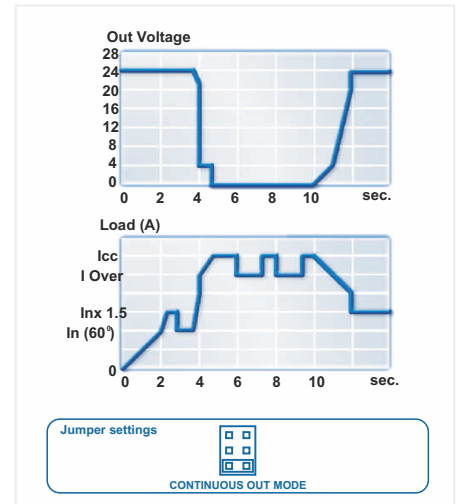 Out Voltage
28
24
20
16
12
8
4
0
0 2 4 6 8 10 sec.
Load (A)
Icc
I Over
Inx 1.5
In (60⁰)
0
0 2 4 6 8 10 sec.
Jumper settings
CONTINUOUS OUT MODE